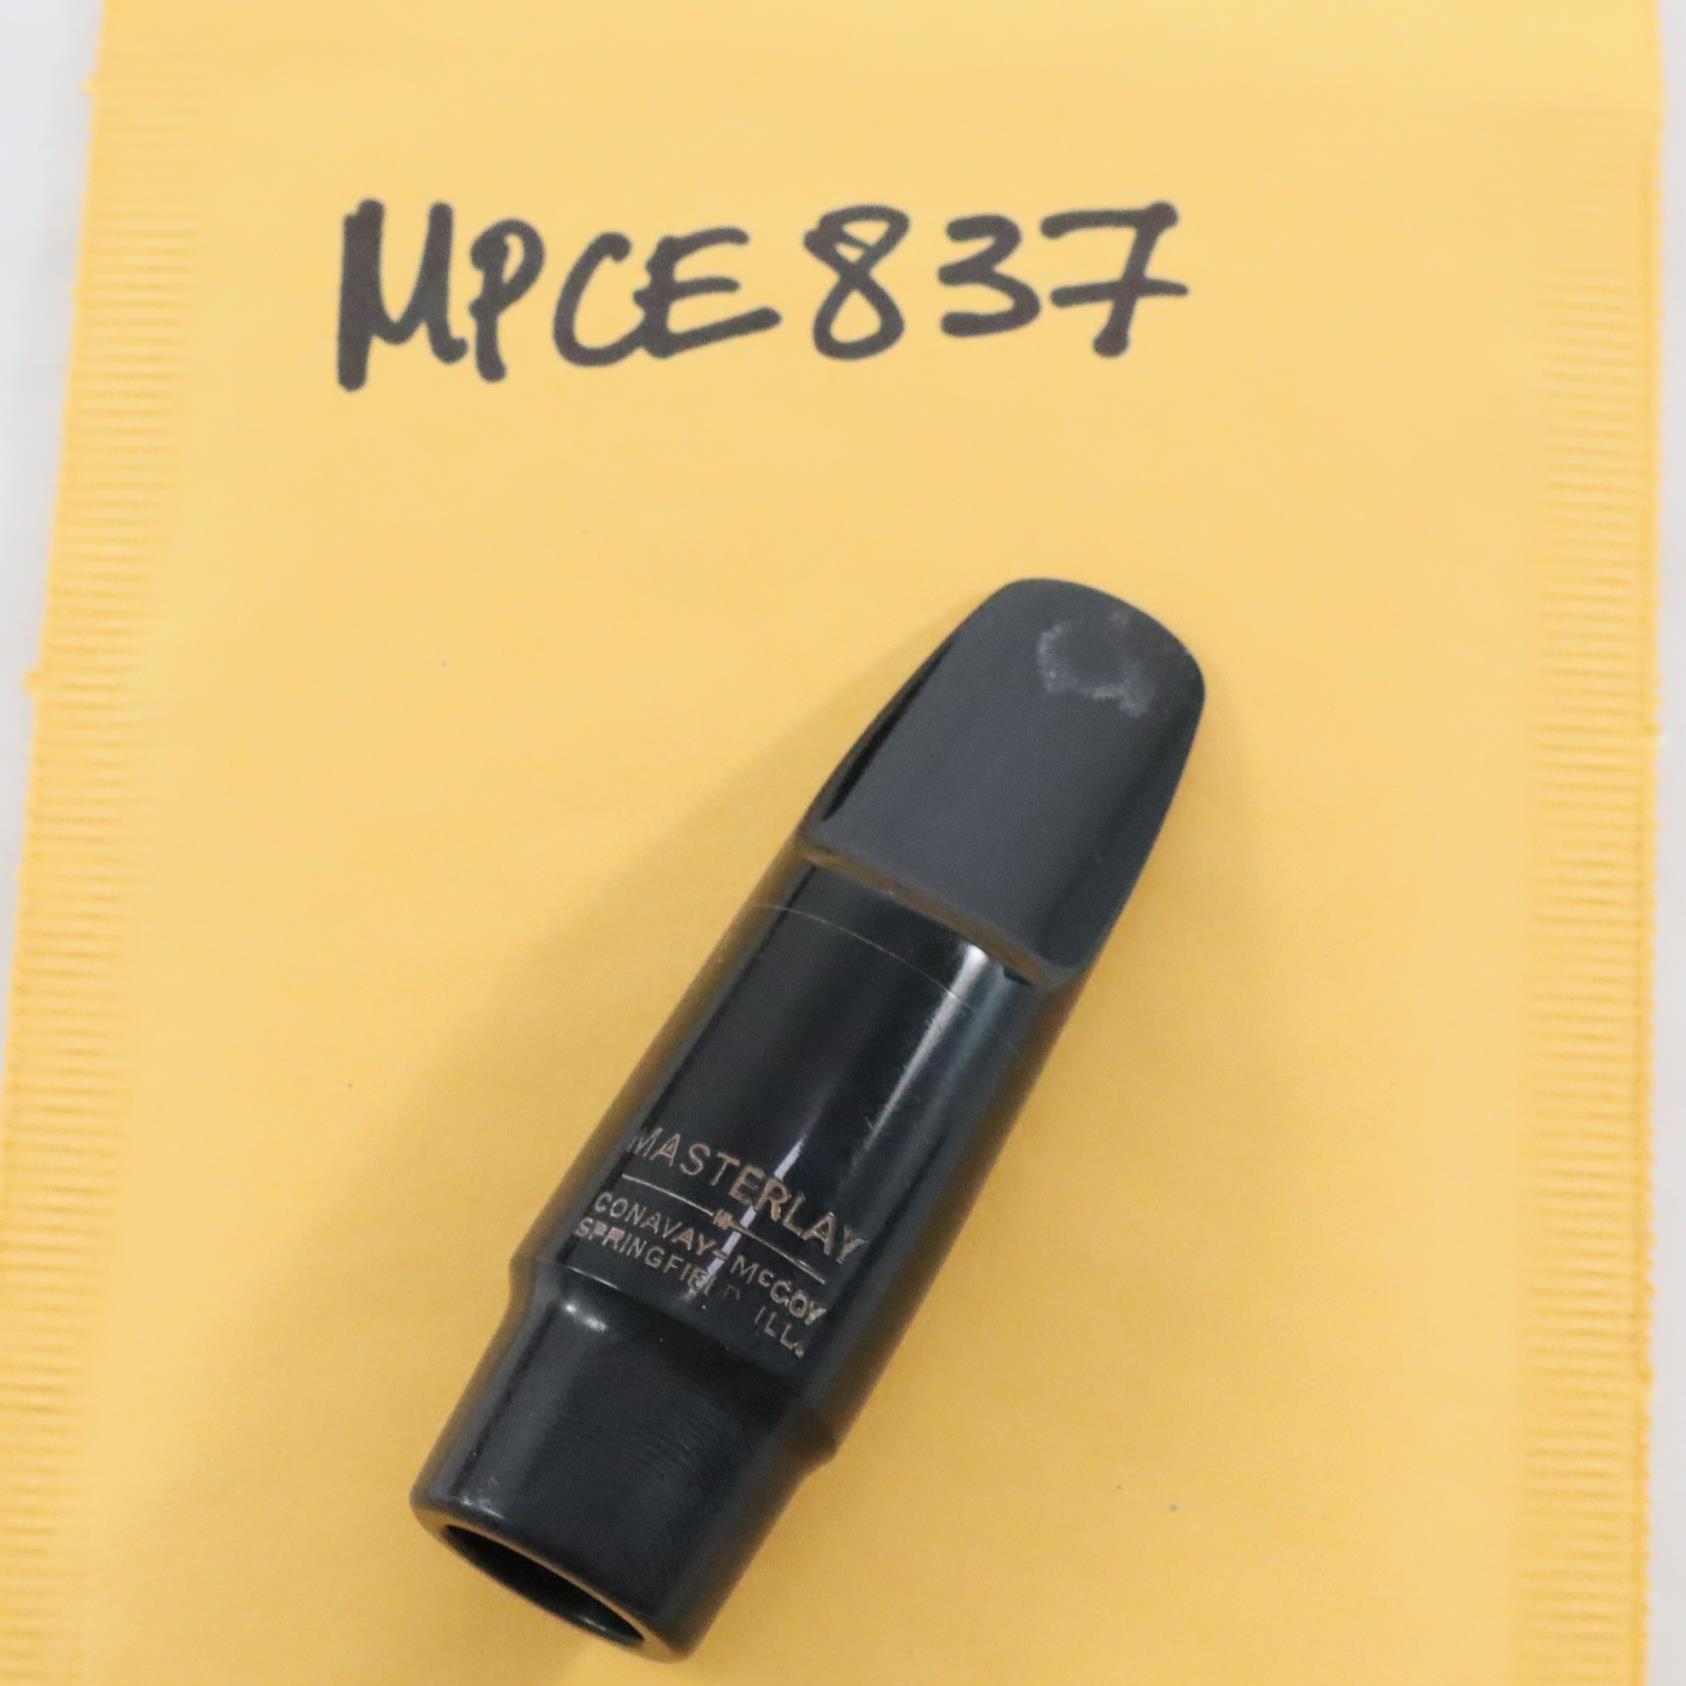 MPCE837
MASTERLAY
CONAVAY-McCOY
SPRINGFIELD ILL.